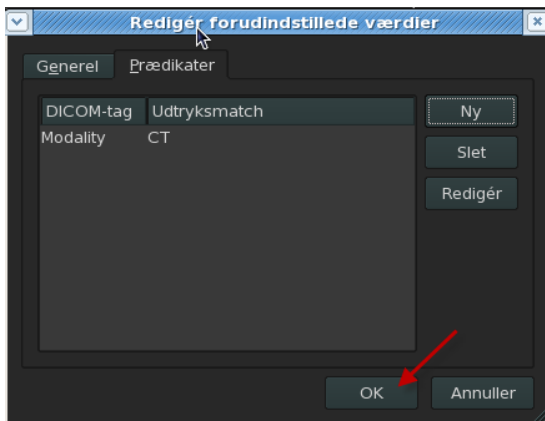 Redigér forudindstillede værdier
Generel Prædikater
DICOM-tag Udtryksmatch
Modality CT
Ny
Slet
Redigér
OK Annuller